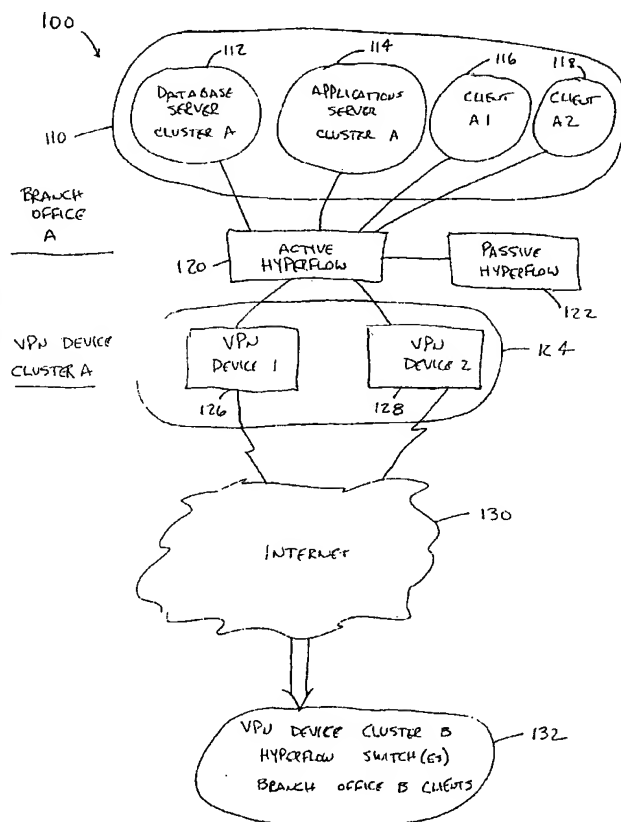 100
112
114
116
118
DATABASE
SERVER
CLUSTER A
APPLICATIONS
SERVER
CLUSTER A
CLIENT
A1
CLIENT
A2
110
BRANCH
OFFICE
A
ACTIVE
HYPERFLOW
120
PASSIVE
HYPERFLOW
122
VPN DEVICE
CLUSTER A
VPN
DEVICE 1
VPN
DEVICE 2
124
126
128
130
INTERNET
132
VPN DEVICE CLUSTER B
HYPERFLOW SWITCH(ES)
BRANCH OFFICE B CLIENTS